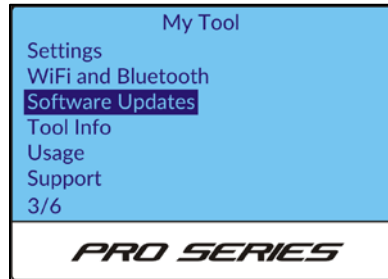 My Tool
Settings
WiFi and Bluetooth
Software Updates
Tool Info
Usage
Support
3/6
PRO SERIES